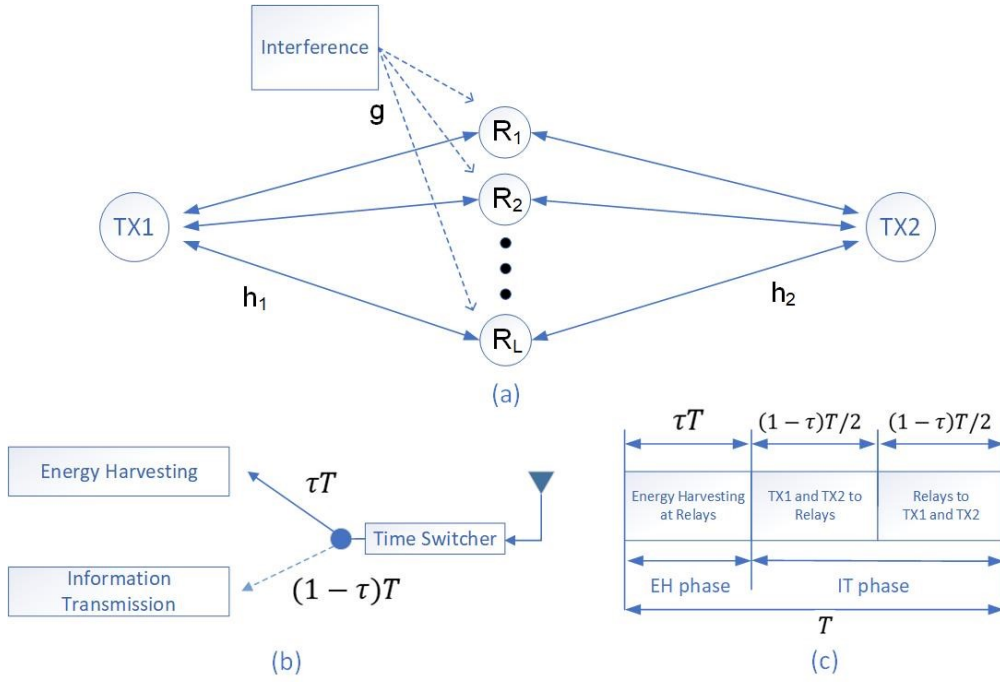 Interference
g
R1
R2
TX1
TX2
h1
h2
RL
(a)
τT
(1 − τ)T/2
(1 − τ)T/2
Energy Harvesting
τT
Time Switcher
Information
Transmission
(1 − τ)T
(b)
Energy Harvesting
at Relays
TX1 and TX2 to
Relays
Relays to
TX1 and TX2
EH phase
IT phase
T
(c)